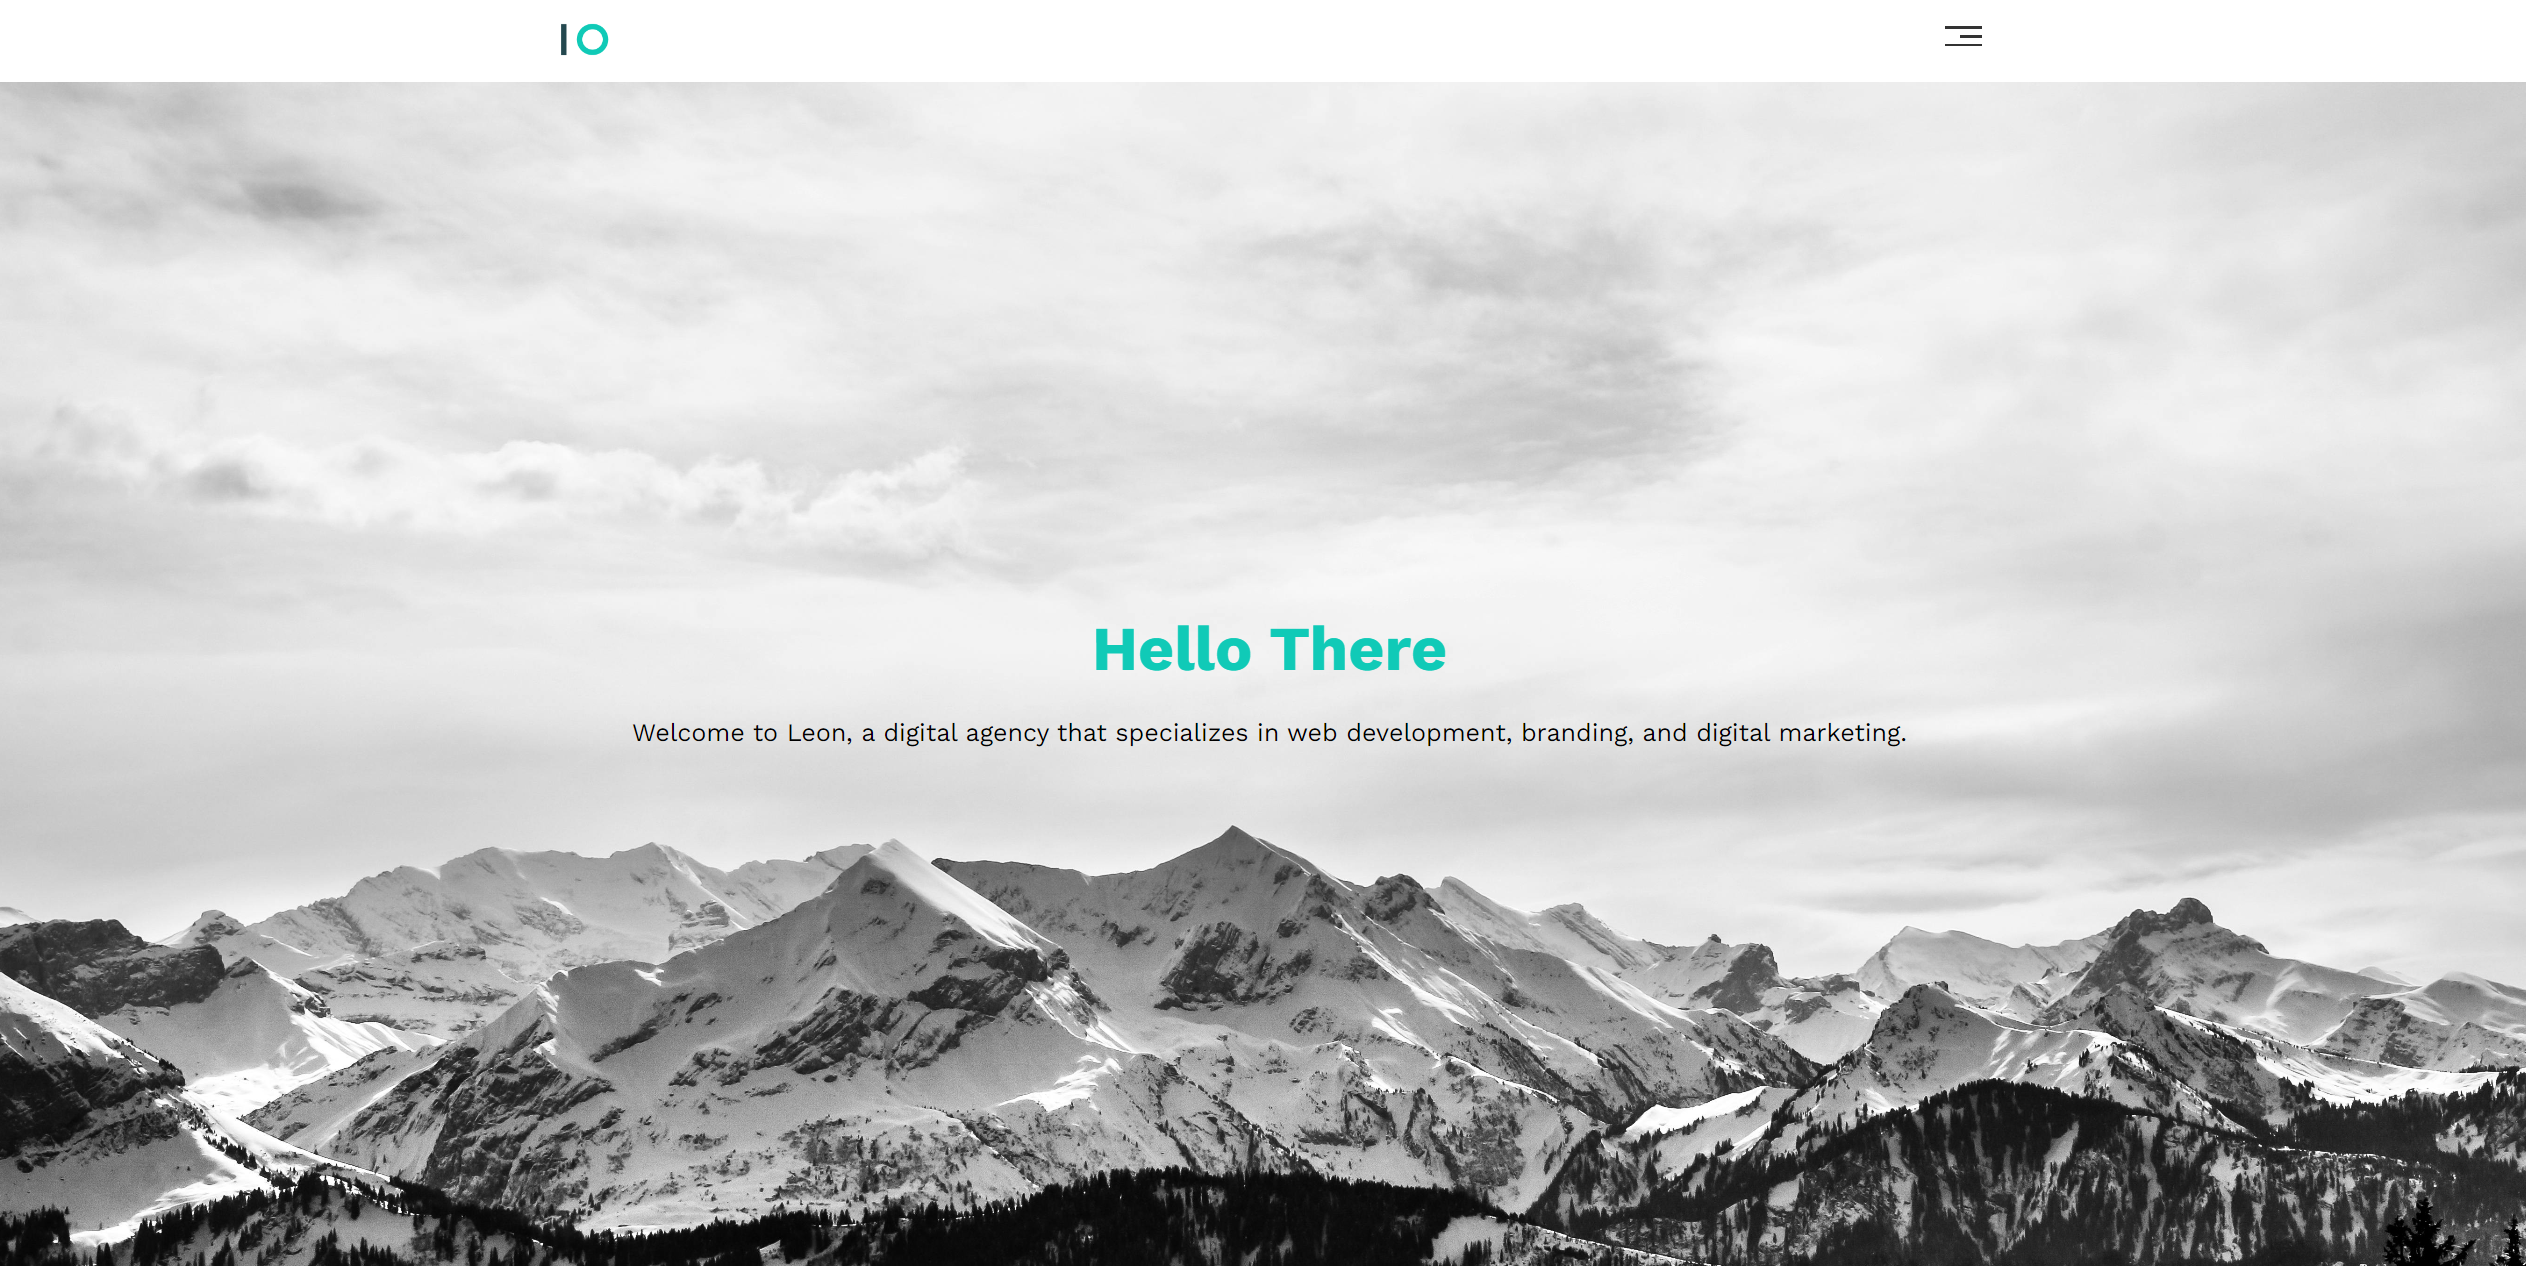 IO
Hello There
Welcome to Leon, a digital agency that specializes in web development, branding, and digital marketing.